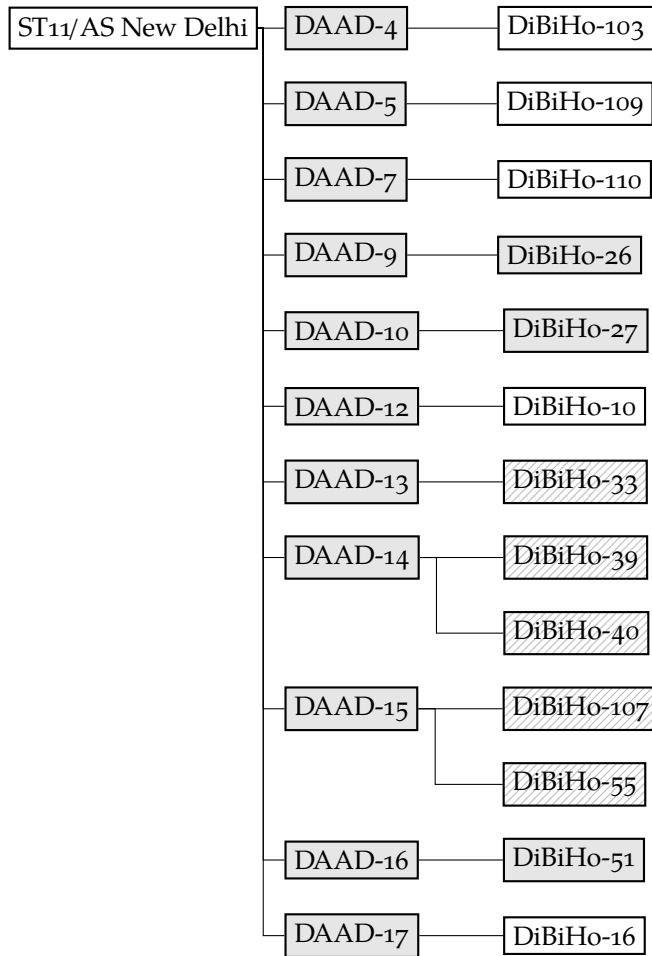 ST11/AS New Delhi
DAAD-4
DiBiHo-103
DAAD-5
DiBiHo-109
DAAD-7
DiBiHo-110
DAAD-9
DiBiHo-26
DAAD-10
DiBiHo-27
DAAD-12
DiBiHo-10
DAAD-13
DiBiHo-33
DAAD-14
DiBiHo-39
DiBiHo-40
DAAD-15
DiBiHo-107
DiBiHo-55
DAAD-16
DiBiHo-51
DAAD-17
DiBiHo-16